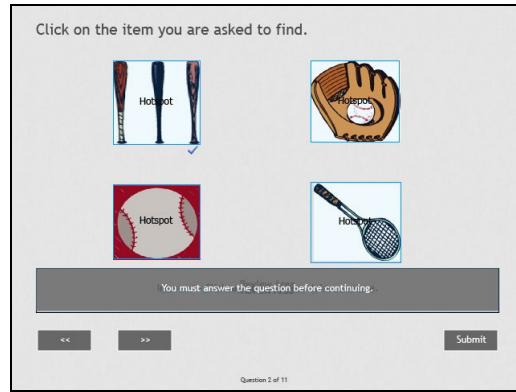 Click on the item you are asked to find.
Hotspot
Hotspot
Hotspot
Hotspot
You must answer the question before continuing.
<<
>>
Submit
Question 2 of 11